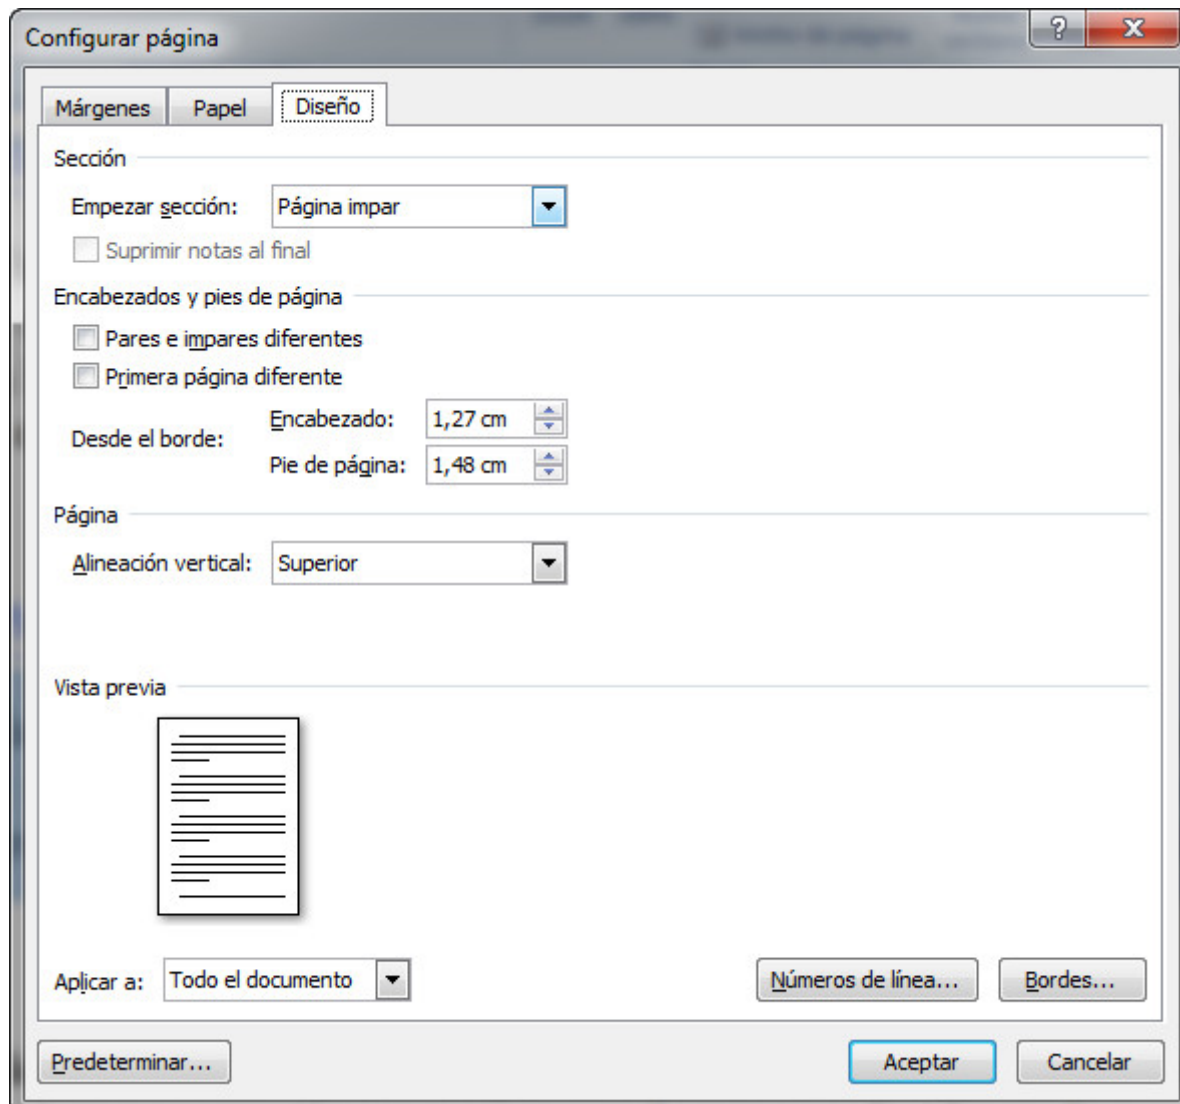 Configurar página
Márgenes Papel Diseño
Sección
Empezar sección: Página impar
Suprimir notas al final
Encabezados y pies de página
Pares e impares diferentes
Primera página diferente
Desde el borde:
Encabezado: 1,27 cm
Pie de página: 1,48 cm
Página
Alineación vertical: Superior
Vista previa
Aplicar a: Todo el documento Números de línea... Bordes...
Predeterminar... Aceptar Cancelar